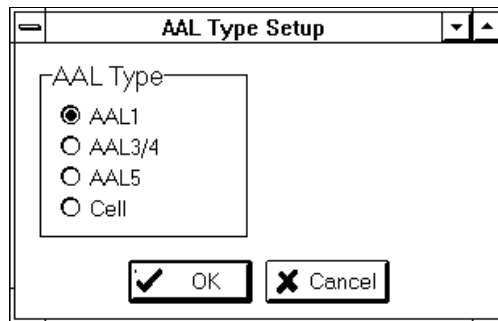 AAL Type Setup
AAL Type
AAL1
AAL3/4
AAL5
Cell
OK
Cancel